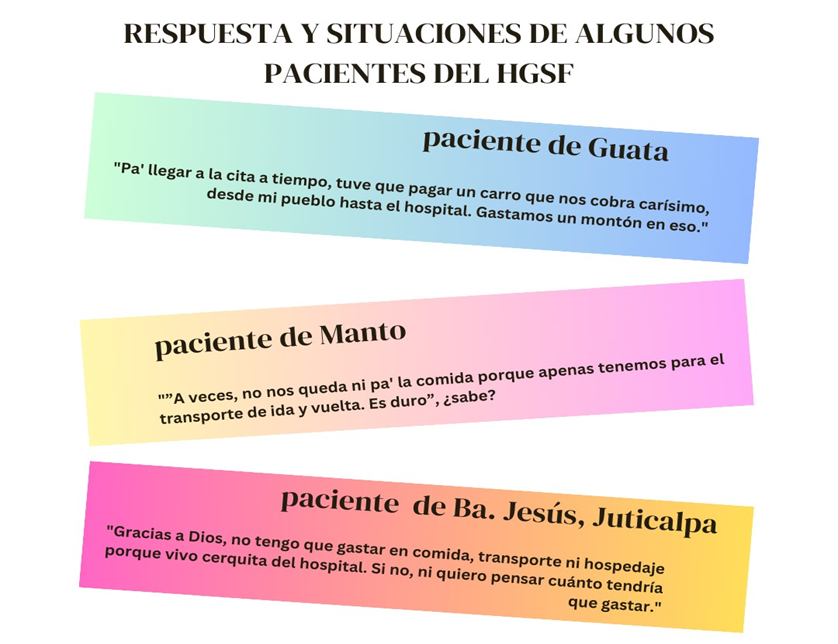 RESPUESTA Y SITUACIONES DE ALGUNOS
PACIENTES DEL HGSF
paciente de Guata
"Pa' llegar a la cita a tiempo, tuve que pagar un carro que nos cobra carísimo,
desde mi pueblo hasta el hospital. Gastamos un montón en eso."
paciente de Manto
"”A veces, no nos queda ni pa' la comida porque apenas tenemos para el
transporte de ida y vuelta. Es duro”, ¿sabe?
paciente de Ba. Jesús, Juticalpa
"Gracias a Dios, no tengo que gastar en comida, transporte ni hospedaje
porque vivo cerquita del hospital. Si no, ni quiero pensar cuánto tendría
que gastar."